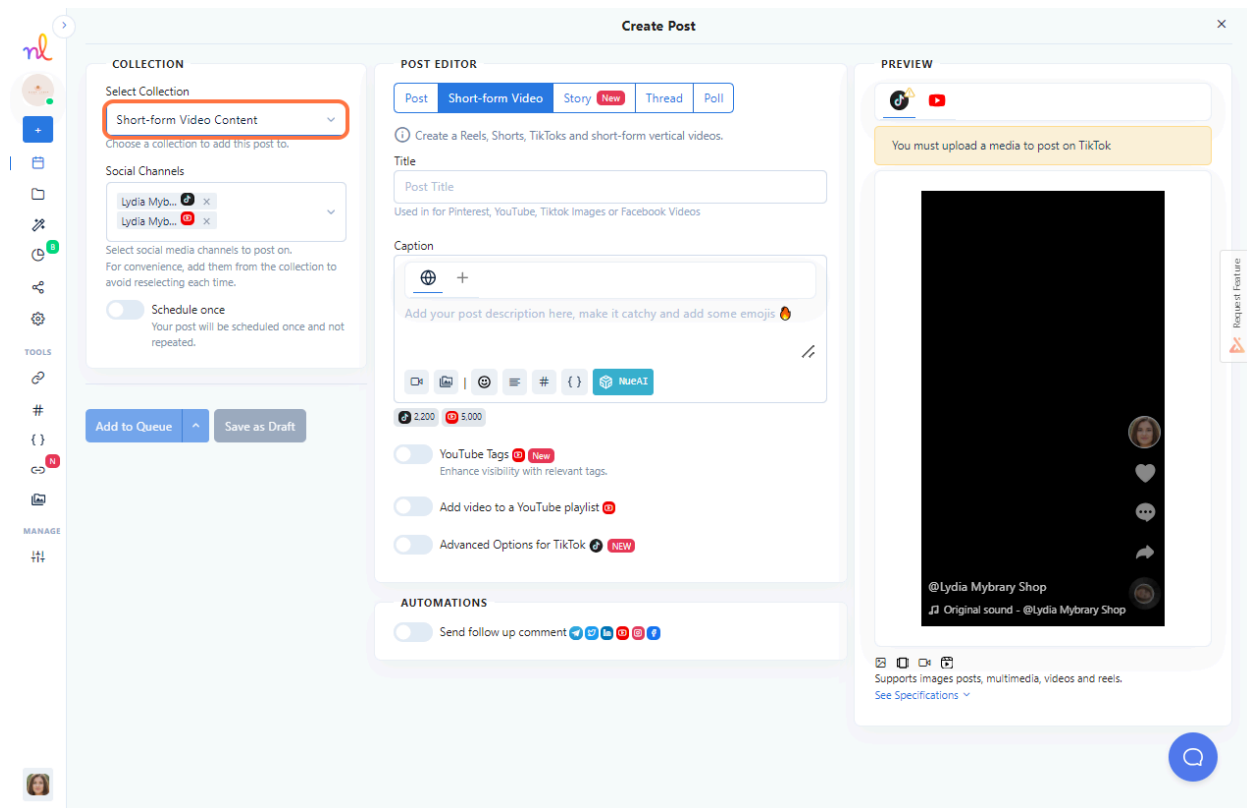 Create Post
nl
COLLECTION
Select Collection
Short-form Video Content
Choose a collection to add this post to.
Social Channels
Lydia Myb... ×
Lydia Myb... ×
Select social media channels to post on.
For convenience, add them from the collection to
avoid reselecting each time.
Schedule once
Your post will be scheduled once and not
repeated.
Add to Queue
Save as Draft
B
TOOLS
#
{ }
N
MANAGE
POST EDITOR
Post Short-form Video Story New Thread Poll
Create a Reels, Shorts, TikToks and short-form vertical videos.
Title
Post Title
Used in for Pinterest, YouTube, Tiktok Images or Facebook Videos
Caption
Add your post description here, make it catchy and add some emojis 🔥
| # { } NueAI
2,200 5,000
YouTube Tags New
Enhance visibility with relevant tags.
Add video to a YouTube playlist
Advanced Options for TikTok NEW
AUTOMATIONS
Send follow up comment
PREVIEW
You must upload a media to post on TikTok
@Lydia Mybrary Shop
Original sound - @Lydia Mybrary Shop
Supports images posts, multimedia, videos and reels.
See Specifications
Request Feature